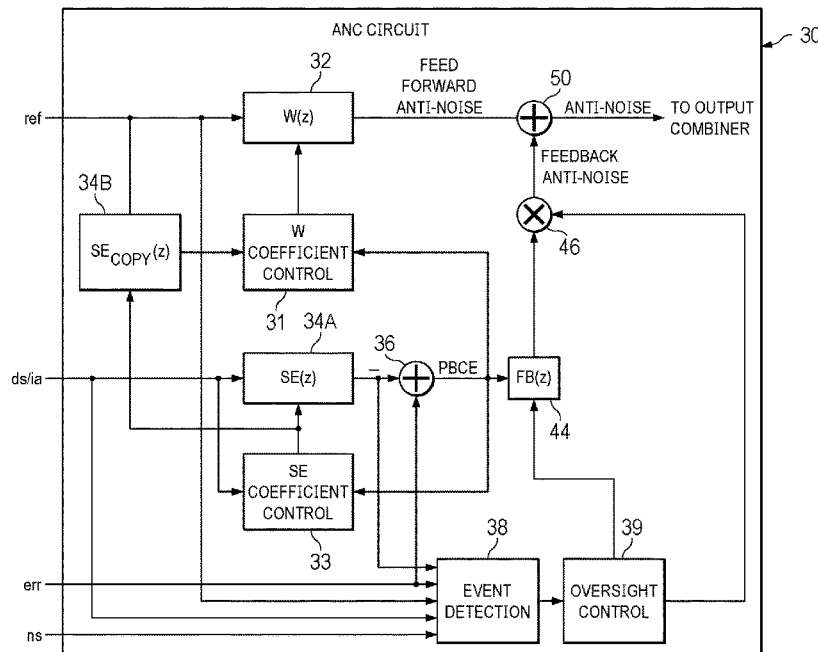 ANC CIRCUIT
30
32
FEED
FORWARD
ANTI-NOISE
50
ref
W(z)
ANTI-NOISE
TO OUTPUT
COMBINER
FEEDBACK
ANTI-NOISE
34B
SECOPY(z)
W
COEFFICIENT
CONTROL
46
31
34A
36
ds/ia
SE(z)
–
PBCE
FB(z)
44
SE
COEFFICIENT
CONTROL
33
38
39
err
EVENT
DETECTION
OVERSIGHT
CONTROL
ns